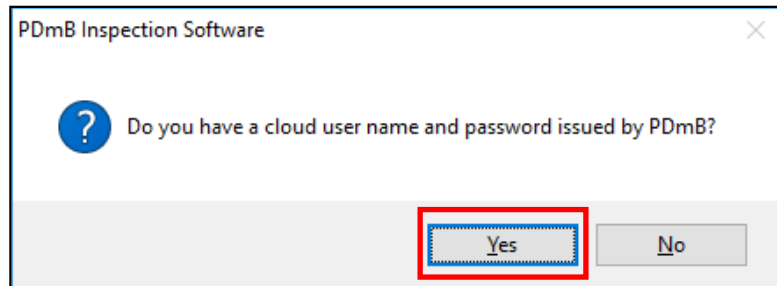 PDmB Inspection Software
Do you have a cloud user name and password issued by PDmB?
Yes
No